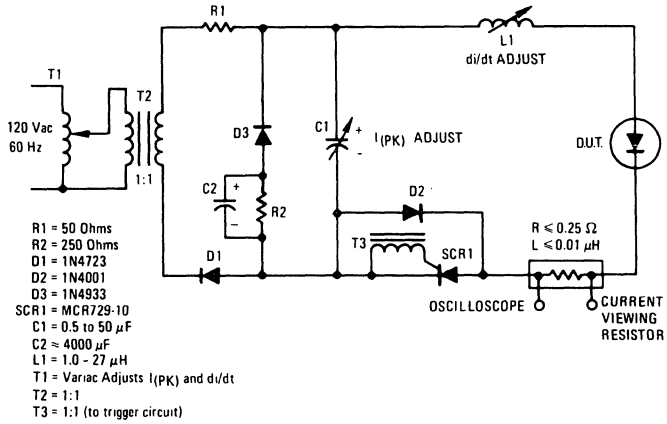 R1
L1
di/dt ADJUST
T1
T2
120 Vac
60 Hz
1:1
D3
C1
+
-
I(PK) ADJUST
D.U.T.
C2
+
-
R2
D2
T3
SCR1
D1
R ≤ 0.25 Ω
L ≤ 0.01 μH
OSCILLOSCOPE
CURRENT
VIEWING
RESISTOR
R1 = 50 Ohms
R2 = 250 Ohms
D1 = 1N4723
D2 = 1N4001
D3 = 1N4933
SCR1 = MCR729-10
C1 = 0.5 to 50 μF
C2 ≈ 4000 μF
L1 = 1.0 - 27 μH
T1 = Variac Adjusts I(PK) and di/dt
T2 = 1:1
T3 = 1:1 (to trigger circuit)